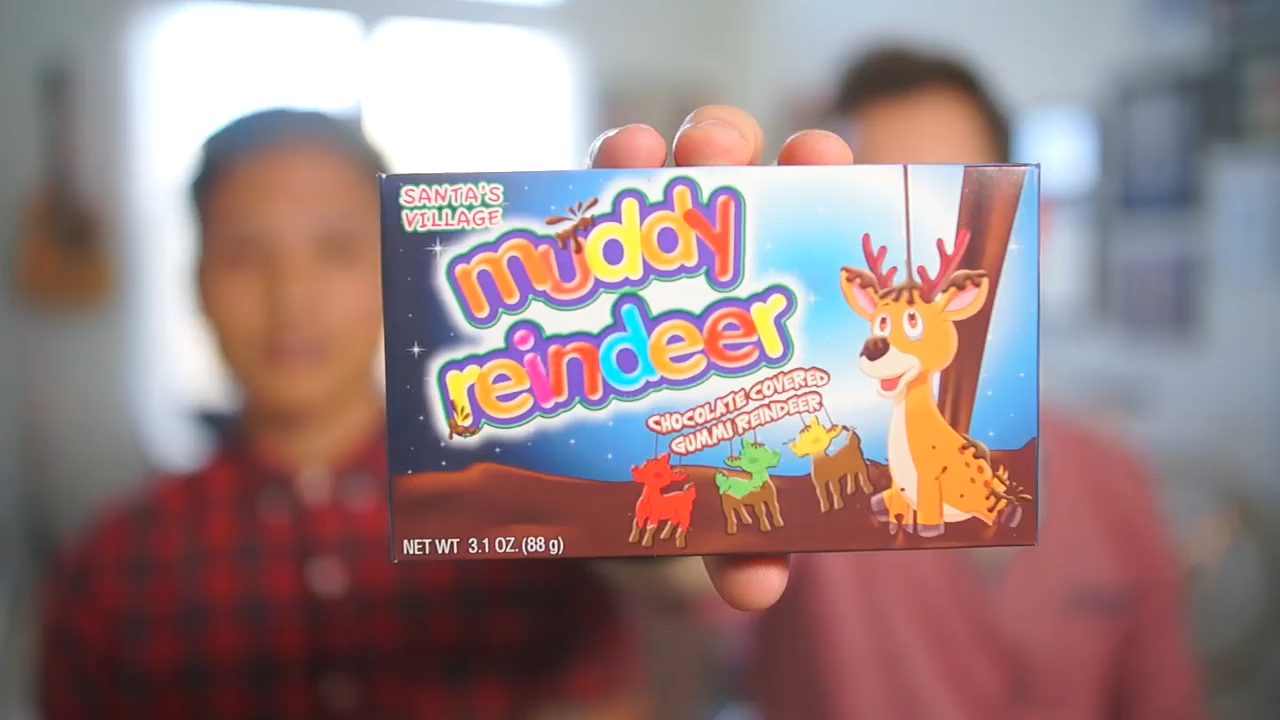 SANTA'S
VILLAGE
muddy
reindeer
CHOCOLATE COVERED
GUMMI REINDEER
NET WT 3.1 OZ. (88 g)